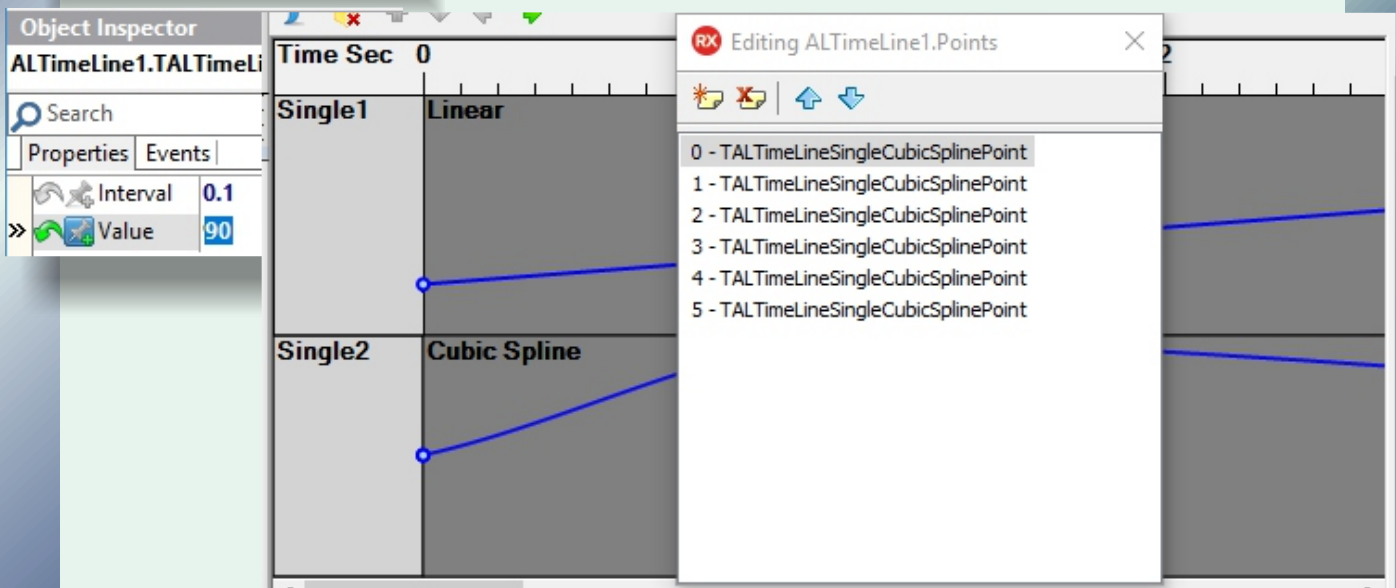 Object Inspector
ALTimeLine1.TALTimeLi
Search
Properties Events
Interval 0.1
Value 90
Time Sec 0 2
Single1 Linear
Single2 Cubic Spline
RX Editing ALTimeLine1.Points
0 - TALTimeLineSingleCubicSplinePoint
1 - TALTimeLineSingleCubicSplinePoint
2 - TALTimeLineSingleCubicSplinePoint
3 - TALTimeLineSingleCubicSplinePoint
4 - TALTimeLineSingleCubicSplinePoint
5 - TALTimeLineSingleCubicSplinePoint